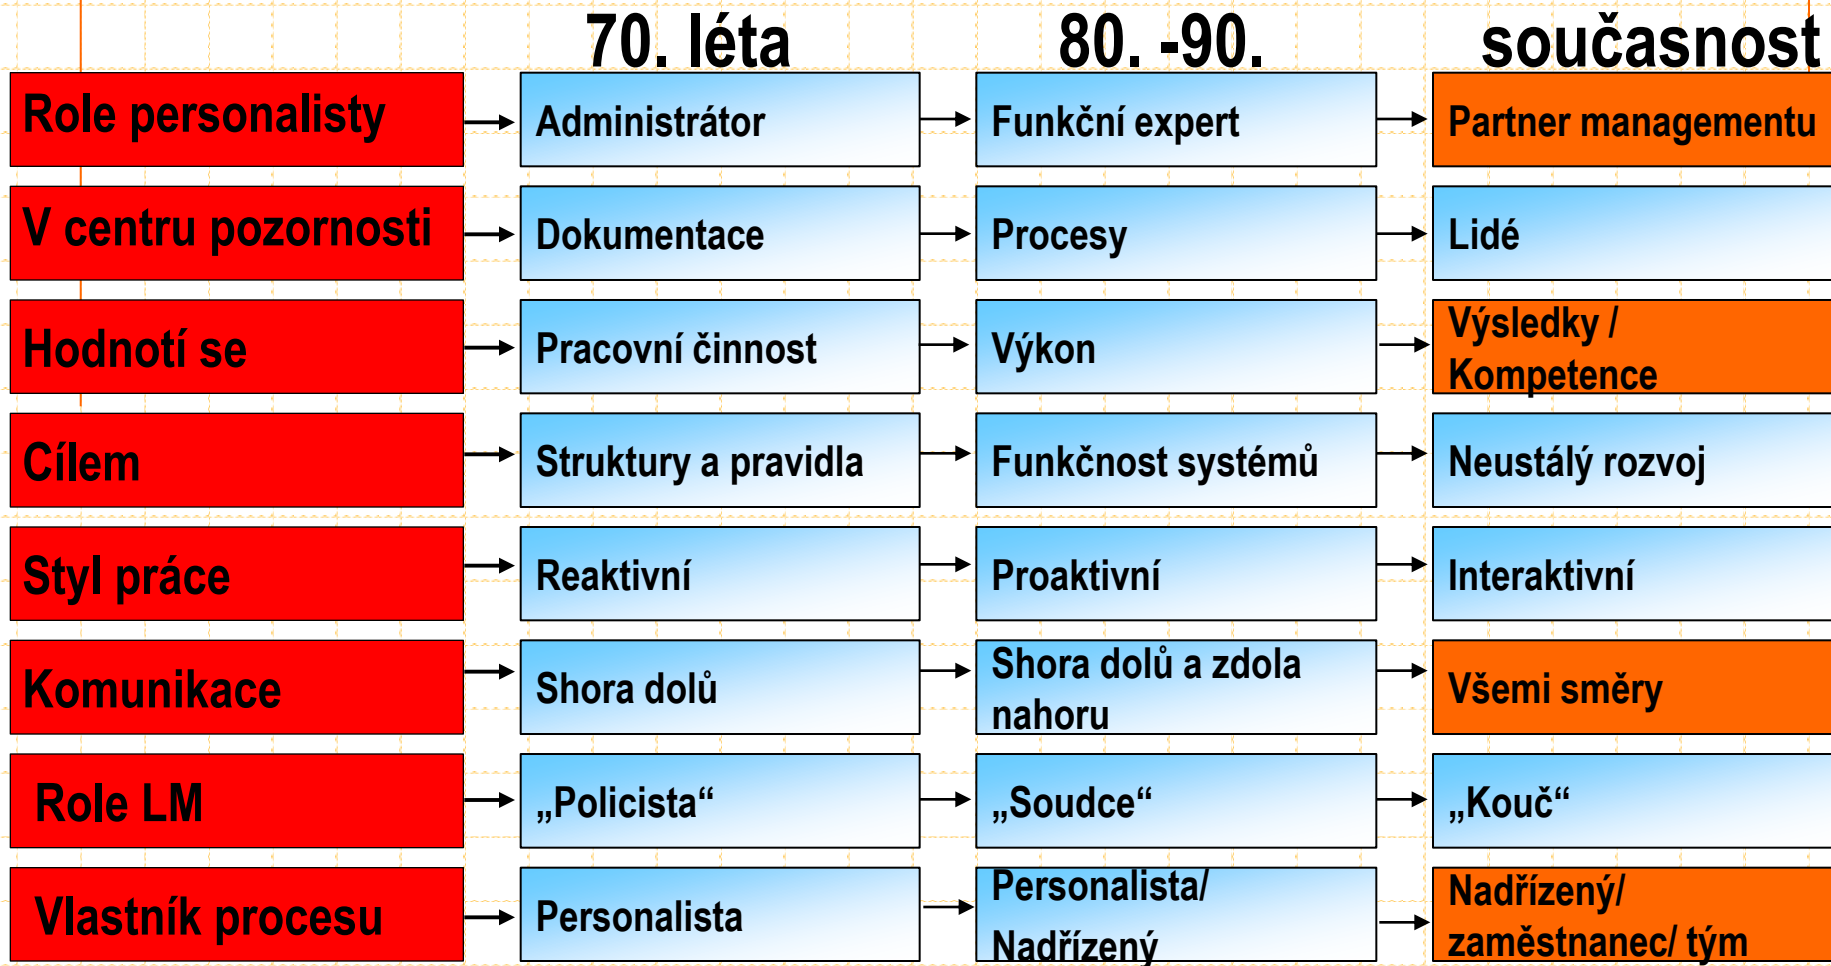 70. léta 80. -90. současnost
Role personalisty Administrátor Funkční expert Partner managementu
V centru pozornosti Dokumentace Procesy Lidé
Hodnotí se Pracovní činnost Výkon Výsledky /
Kompetence
Cílem Struktury a pravidla Funkčnost systémů Neustálý rozvoj
Styl práce Reaktivní Proaktivní Interaktivní
Komunikace Shora dolů Shora dolů a zdola
nahoru
Všemi směry
Role LM „Policista“ „Soudce“ „Kouč“
Vlastník procesu Personalista Personalista/
Nadřízený
Nadřízený/
zaměstnanec/ tým